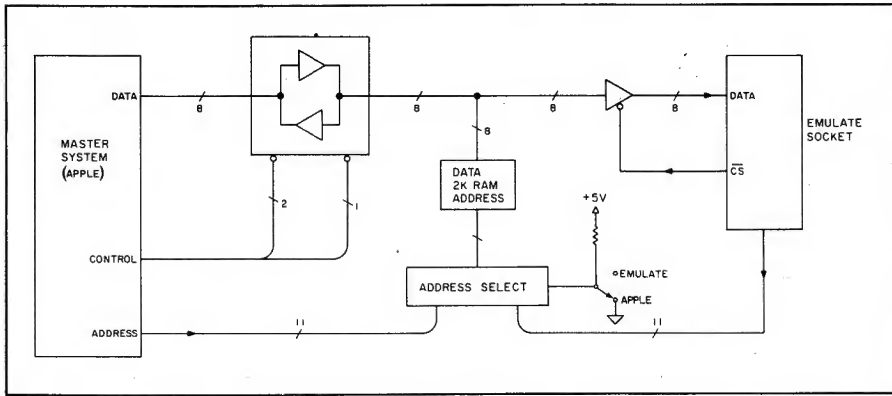 DATA
8
8
8
8
DATA
EMULATE
SOCKET
MASTER
SYSTEM
(APPLE)
8
CS
DATA
2K RAM
ADDRESS
2
1
+5V
CONTROL
EMULATE
ADDRESS SELECT
APPLE
ADDRESS
11
11